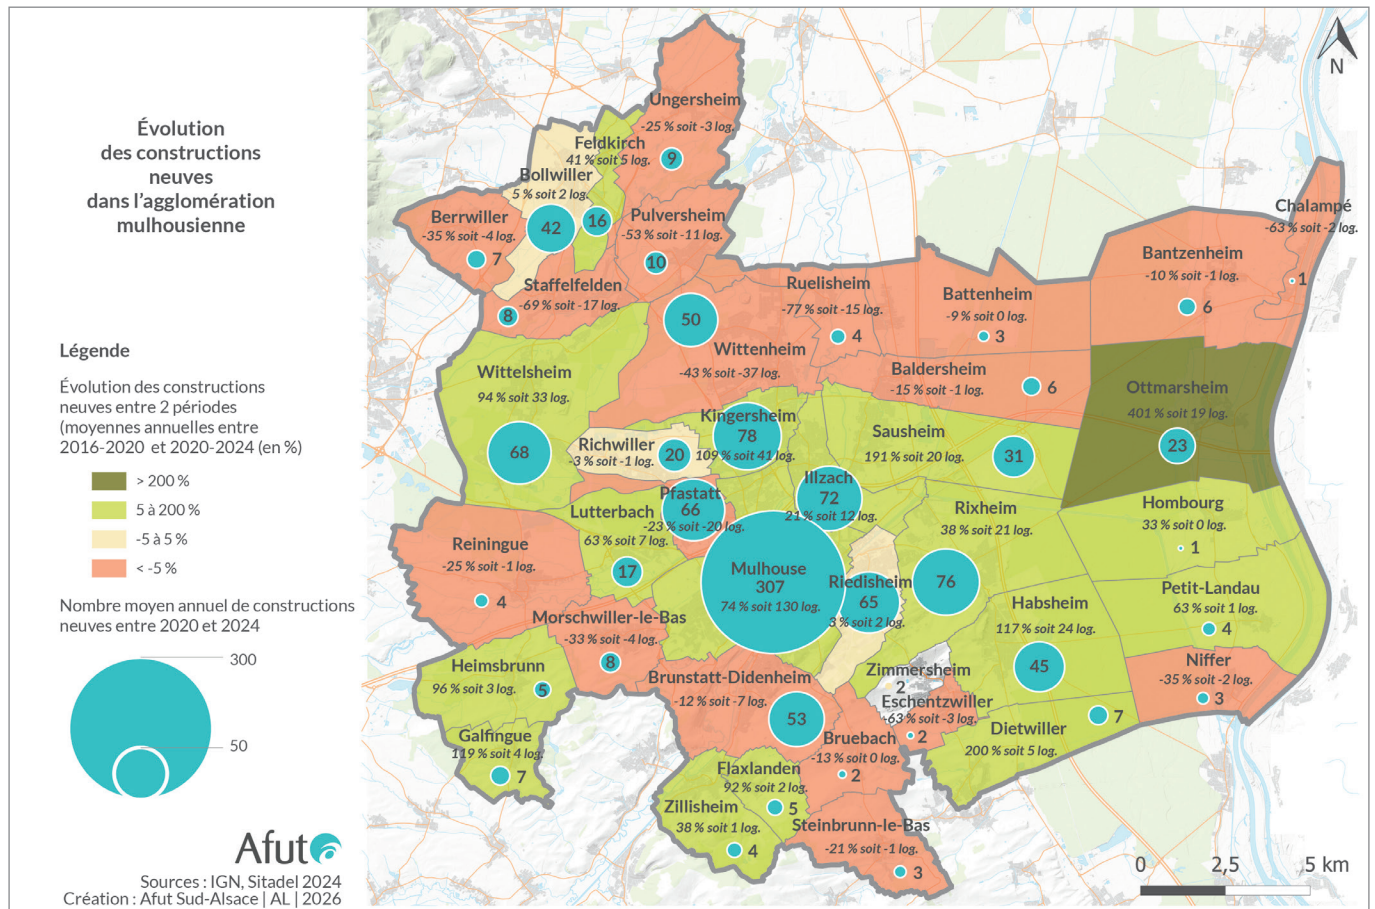 Évolution
des constructions
neuves
dans l'agglomération
mulhousienne
Légende
Évolution des constructions
neuves entre 2 périodes
(moyennes annuelles entre
2016-2020 et 2020-2024 (en %)
> 200 %
5 à 200 %
-5 à 5 %
< -5 %
Nombre moyen annuel de constructions
neuves entre 2020 et 2024
300
50
Afut
Sources : IGN, Sitadel 2024
Création : Afut Sud-Alsace | AL | 2026
N
Ungersheim
-25 % soit -3 log.
9
Feldkirch
41 % soit 5 log.
16
Bollwiller
5 % soit 2 log.
42
Berrwiller
-35 % soit -4 log.
7
Pulversheim
-53 % soit -11 log.
10
Staffelfelden
-69 % soit -17 log.
8
Chalampé
-63 % soit -2 log.
1
Bantzenheim
-10 % soit -1 log.
6
Ruelisheim
-77 % soit -15 log.
4
Battenheim
-9 % soit 0 log.
3
50
Wittenheim
-43 % soit -37 log.
Baldersheim
-15 % soit -1 log.
6
Wittelsheim
94 % soit 33 log.
68
Ottmarsheim
401 % soit 19 log.
23
Kingersheim
78
109 % soit 41 log.
Richwiller
-3 % soit -1 log.
20
Sausheim
191 % soit 20 log.
31
Illzach
72
21 % soit 12 log.
Pfastatt
66
-23 % soit -20 log.
Lutterbach
63 % soit 7 log.
17
Rixheim
38 % soit 21 log.
76
Hombourg
33 % soit 0 log.
1
Reiningue
-25 % soit -1 log.
4
Mulhouse
307
74 % soit 130 log.
Riedisheim
65
3 % soit 2 log.
Habsheim
117 % soit 24 log.
45
Petit-Landau
63 % soit 1 log.
4
Morschwiller-le-Bas
-33 % soit -4 log.
8
Heimsbrunn
96 % soit 3 log.
5
Brunstatt-Didenheim
-12 % soit -7 log.
53
Zimmersheim
2
Eschentzwiller
-63 % soit -3 log.
2
Niffer
-35 % soit -2 log.
3
Dietwiller
200 % soit 5 log.
7
Galfingue
119 % soit 4 log.
7
Bruebach
-13 % soit 0 log.
2
Flaxlanden
92 % soit 2 log.
5
Zillisheim
38 % soit 1 log.
4
Steinbrunn-le-Bas
-21 % soit -1 log.
3
0 2,5 5 km